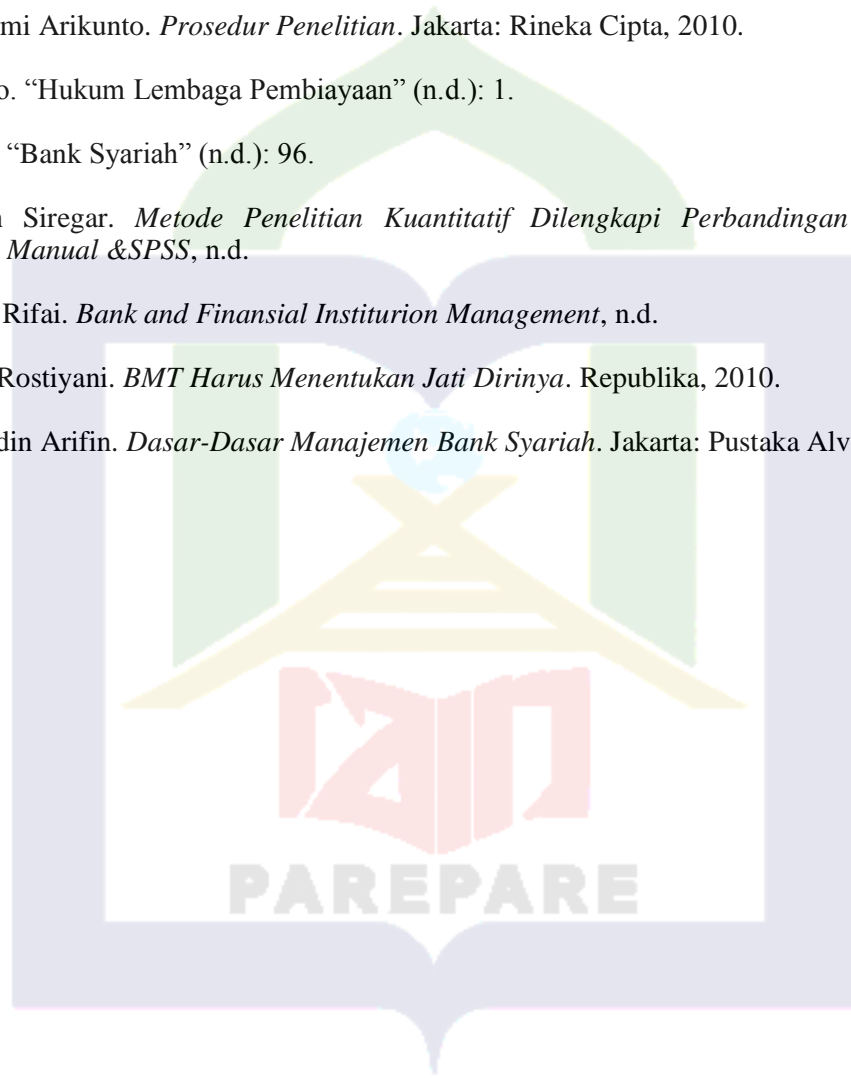 mi Arikunto. Prosedur Penelitian. Jakarta: Rineka Cipta, 2010.
o. “Hukum Lembaga Pembiayaan” (n.d.): 1.
“Bank Syariah” (n.d.): 96.
n Siregar. Metode Penelitian Kuantitatif Dilengkapi Perbandingan
Manual &SPSS, n.d.
Rifai. Bank and Finansial Institurion Management, n.d.
Rostiyani. BMT Harus Menentukan Jati Dirinya. Republika, 2010.
din Arifin. Dasar-Dasar Manajemen Bank Syariah. Jakarta: Pustaka Alv
iain
PAREPARE